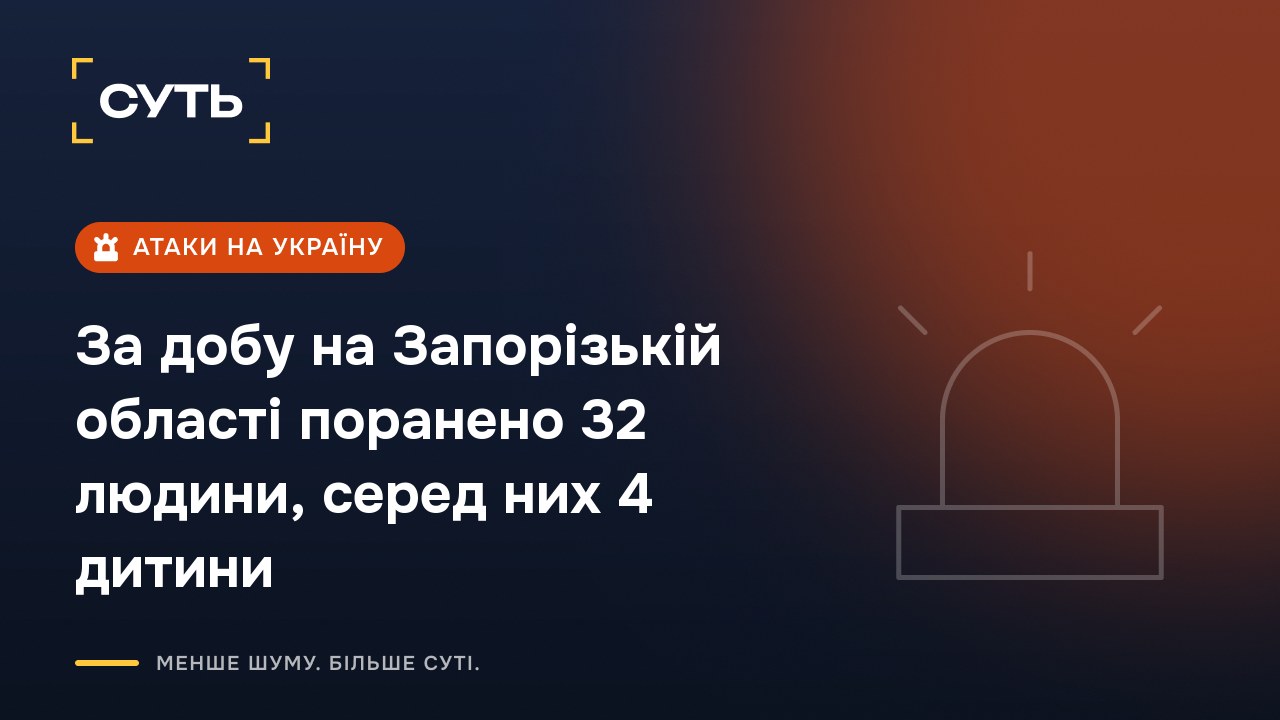 СУТЬ
АТАКИ НА УКРАЇНУ
За добу на Запорізькій
області поранено 32
людини, серед них 4
дитини
МЕНШЕ ШУМУ. БІЛЬШЕ СУТІ.